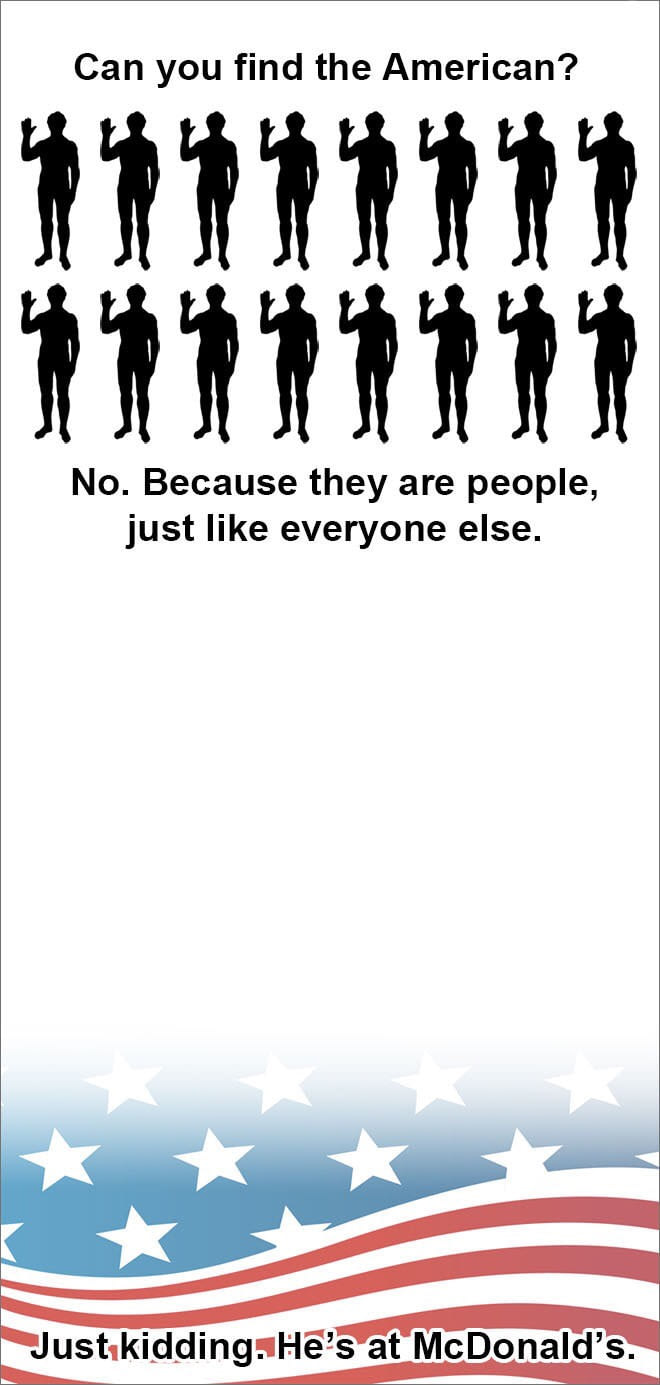 Can you find the American?
No. Because they are people,
just like everyone else.
Just kidding. He’s at McDonald’s.